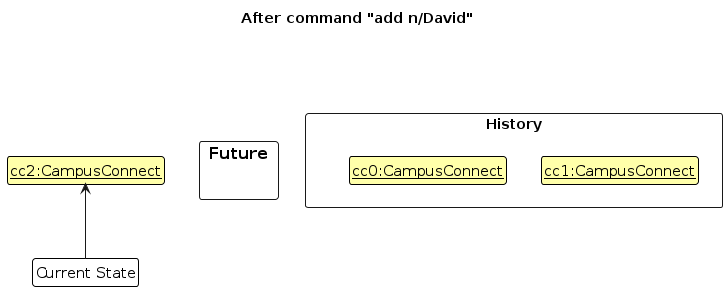 After command "add n/David"
History
Future
cc2:CampusConnect
cc0:CampusConnect
cc1:CampusConnect
Current State